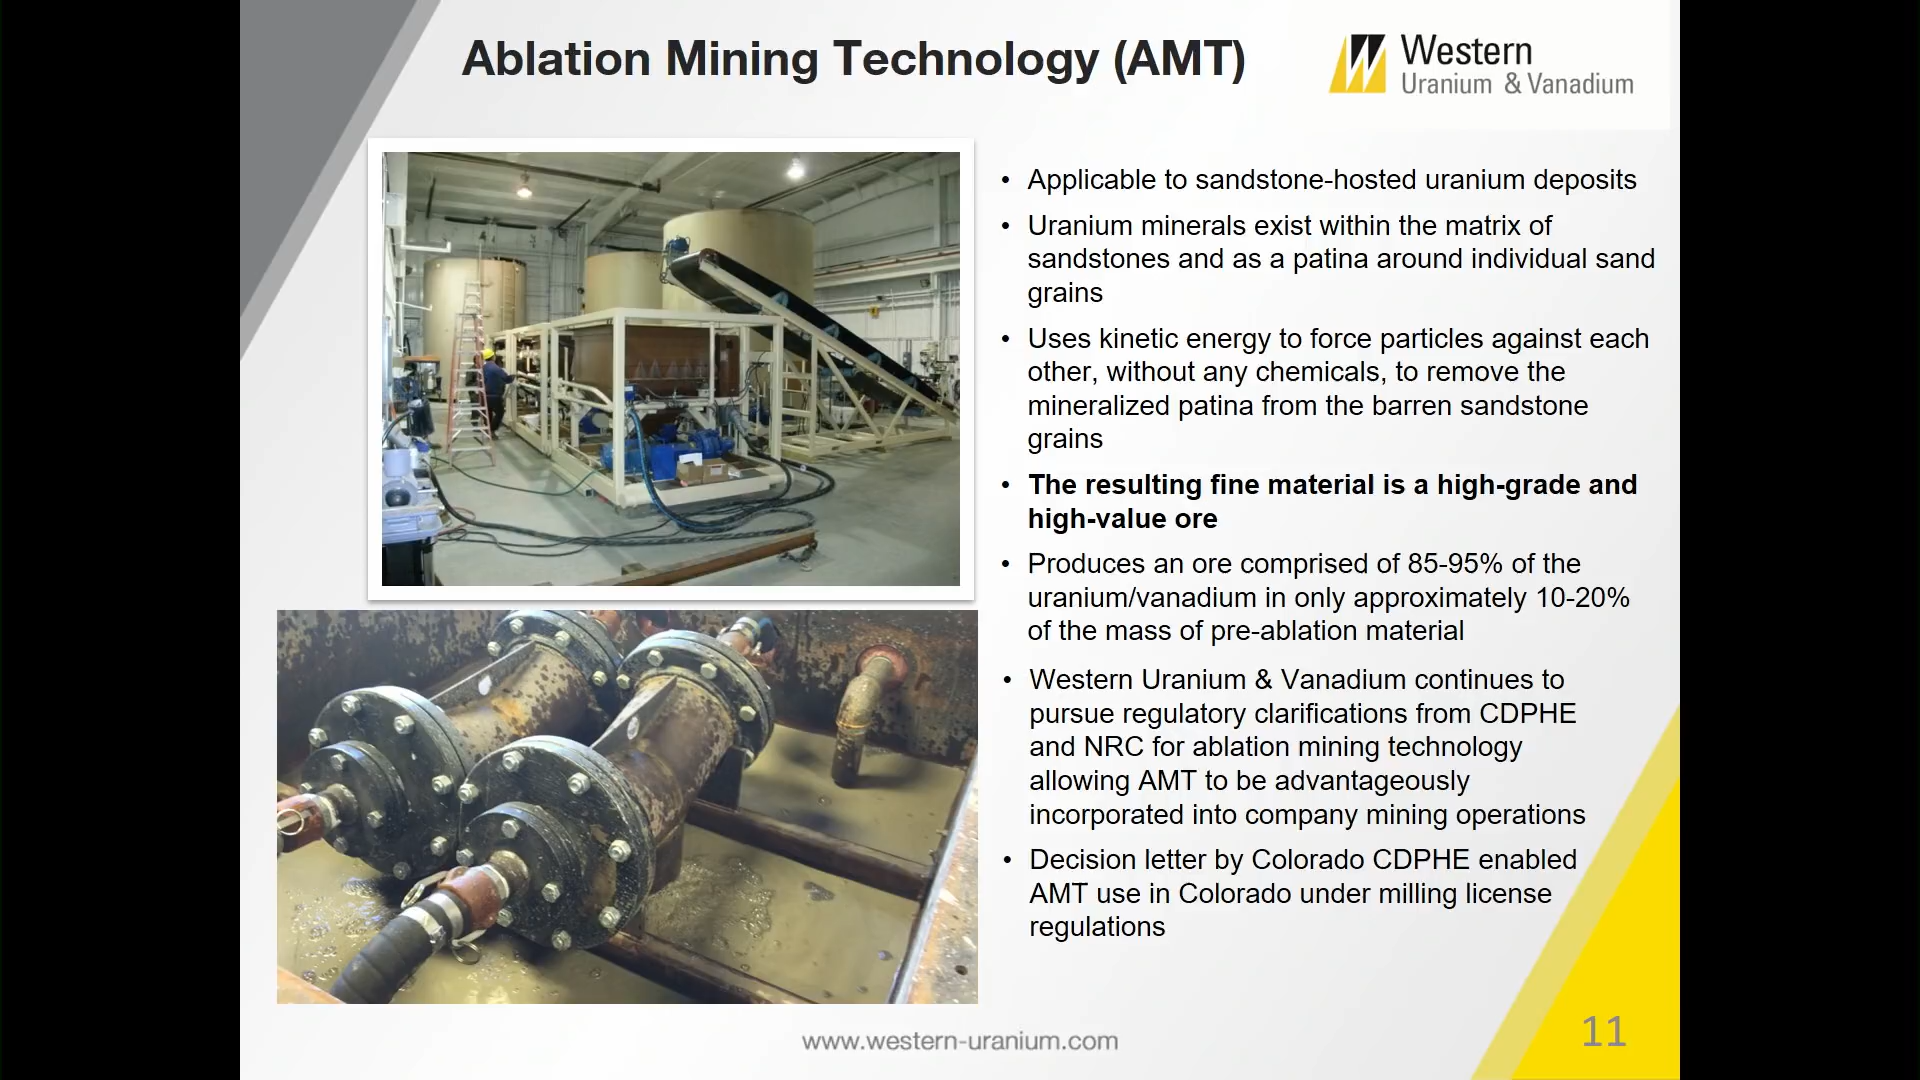 Ablation Mining Technology (AMT)
Western
Uranium & Vanadium
• Applicable to sandstone-hosted uranium deposits
• Uranium minerals exist within the matrix of
sandstones and as a patina around individual sand
grains
• Uses kinetic energy to force particles against each
other, without any chemicals, to remove the
mineralized patina from the barren sandstone
grains
• The resulting fine material is a high-grade and
high-value ore
• Produces an ore comprised of 85-95% of the
uranium/vanadium in only approximately 10-20%
of the mass of pre-ablation material
• Western Uranium & Vanadium continues to
pursue regulatory clarifications from CDPHE
and NRC for ablation mining technology
allowing AMT to be advantageously
incorporated into company mining operations
• Decision letter by Colorado CDPHE enabled
AMT use in Colorado under milling license
regulations
www.western-uranium.com
11